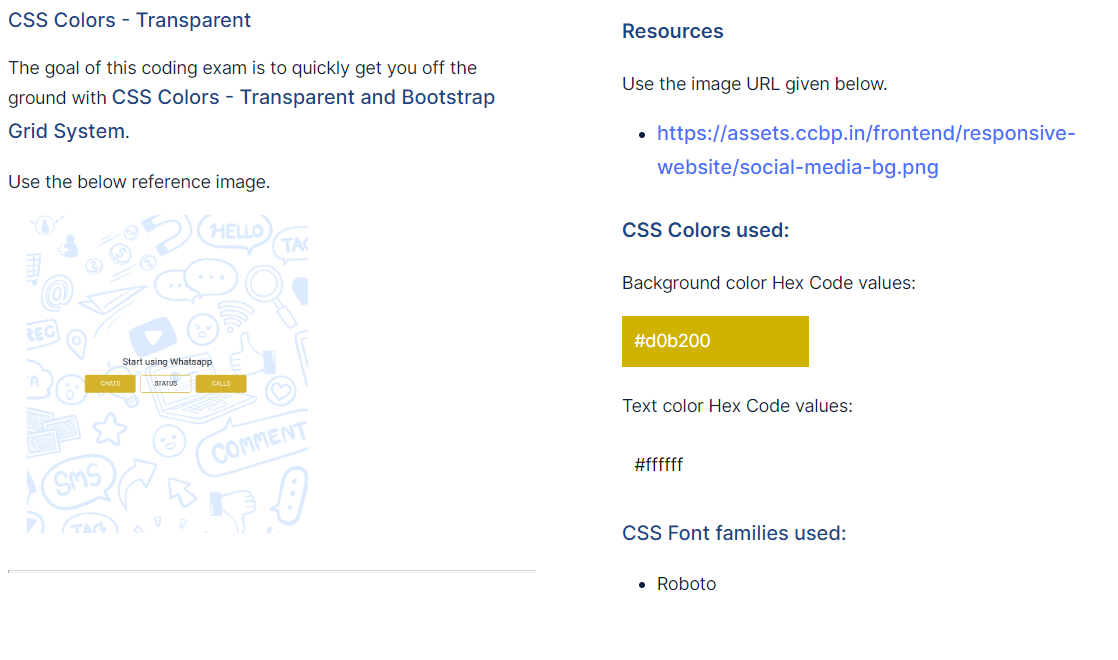 CSS Colors - Transparent
The goal of this coding exam is to quickly get you off the
ground with CSS Colors - Transparent and Bootstrap
Grid System.
Use the below reference image.
HELLO
TAG
REC
Start using Whatsapp
CHATS STATUS CALLS
COMMENT
SMS
TAG
Resources
Use the image URL given below.
• https://assets.ccbp.in/frontend/responsive-
website/social-media-bg.png
CSS Colors used:
Background color Hex Code values:
#d0b200
Text color Hex Code values:
#ffffff
CSS Font families used:
• Roboto